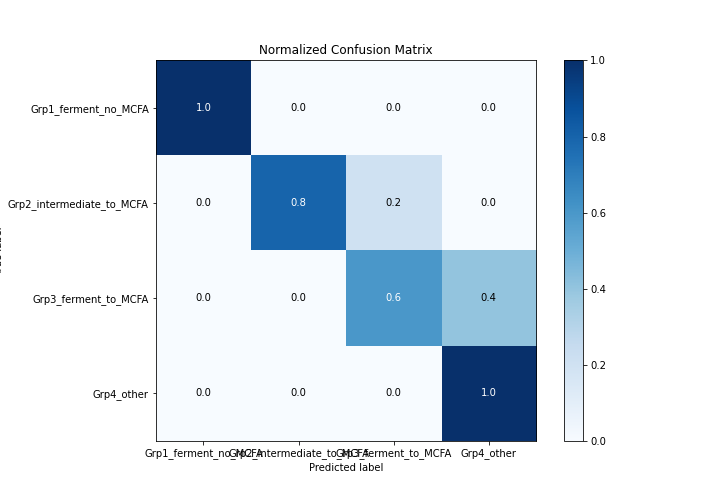 Normalized Confusion Matrix
Grp1_ferment_no_MCFA 1.0 0.0 0.0 0.0
Grp2_intermediate_to_MCFA 0.0 0.8 0.2 0.0
Grp3_ferment_to_MCFA 0.0 0.0 0.6 0.4
Grp4_other 0.0 0.0 0.0 1.0
Grp1_ferment_no_MCFA Grp2_intermediate_to_MCFA Grp3_ferment_to_MCFA Grp4_other
Predicted label
1.0
0.8
0.6
0.4
0.2
0.0